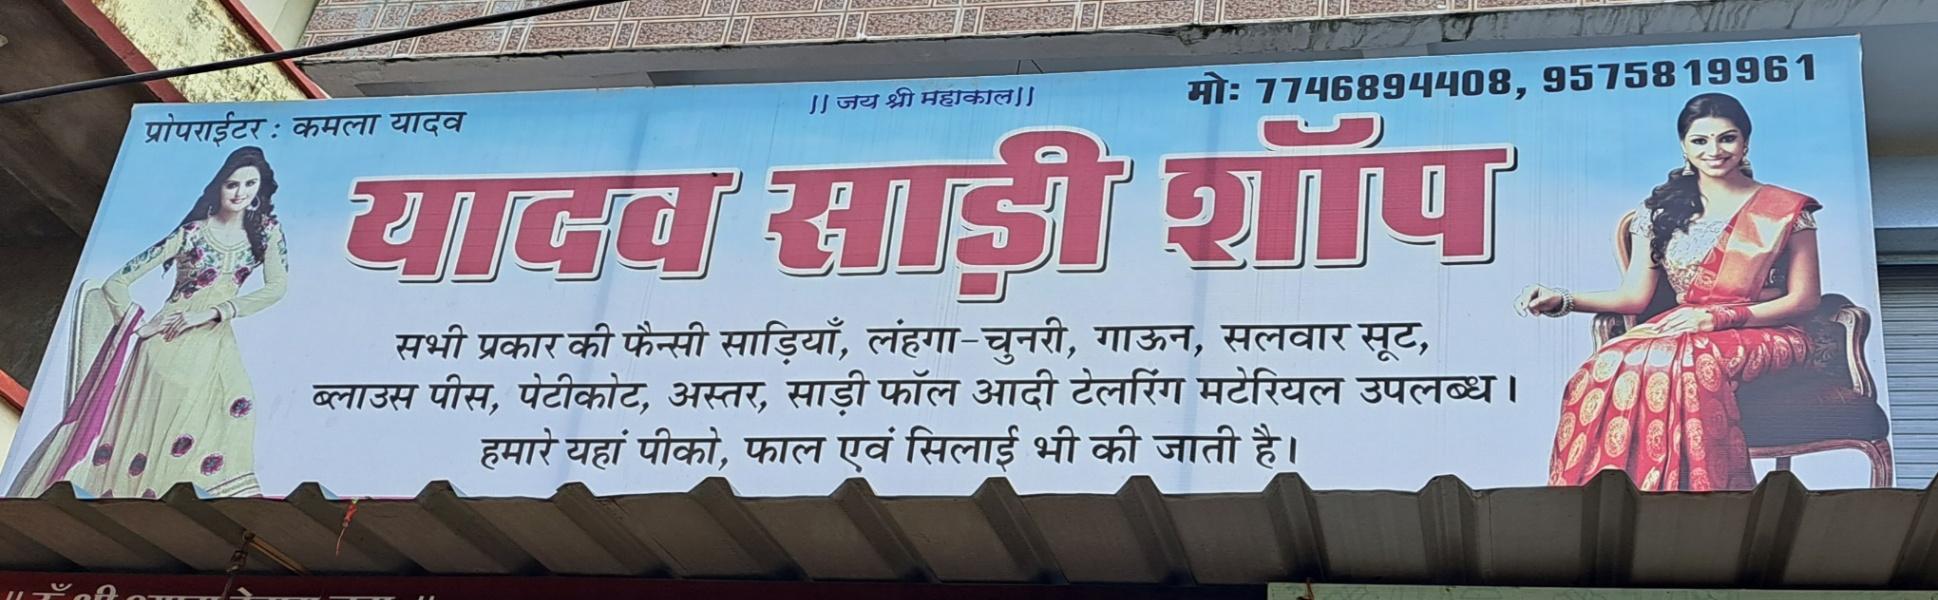 || जय श्री महाकाल||
मो: 7746894408, 9575819961
प्रोपराईटर : कमला यादव
यादव साड़ी शॉप
सभी प्रकार की फैन्सी साड़ियाँ, लंहगा-चुनरी, गाऊन, सलवार सूट,
ब्लाउस पीस, पेटीकोट, अस्तर, साड़ी फॉल आदी टेलरिंग मटेरियल उपलब्ध।
हमारे यहां पीको, फाल एवं सिलाई भी की जाती है।